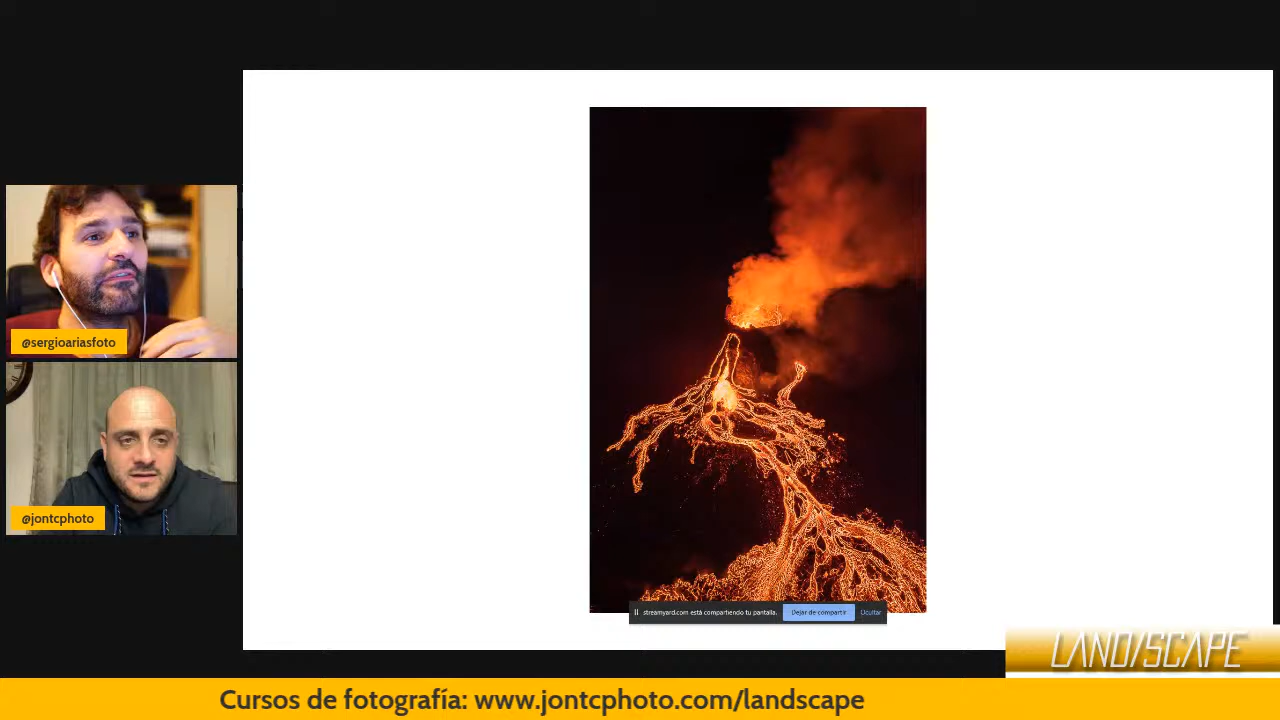 @sergioariasfoto
@jontcphoto
streamyard.com está compartiendo tu pantalla.
Dejar de compartir
Ocultar
LAND/SCAPE
Cursos de fotografía: www.jontcphoto.com/landscape